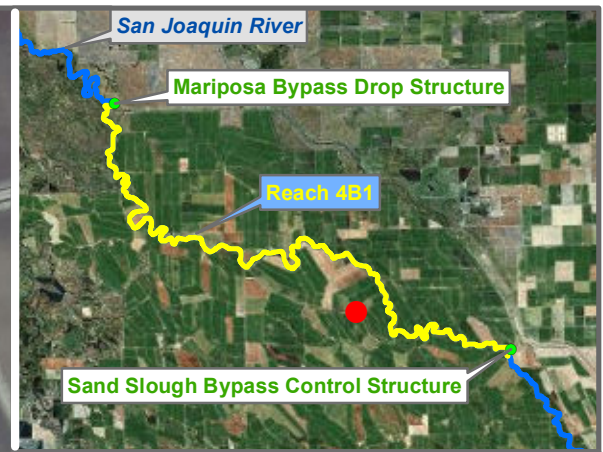 San Joaquin River
Mariposa Bypass Drop Structure
Reach 4B1
Sand Slough Bypass Control Structure